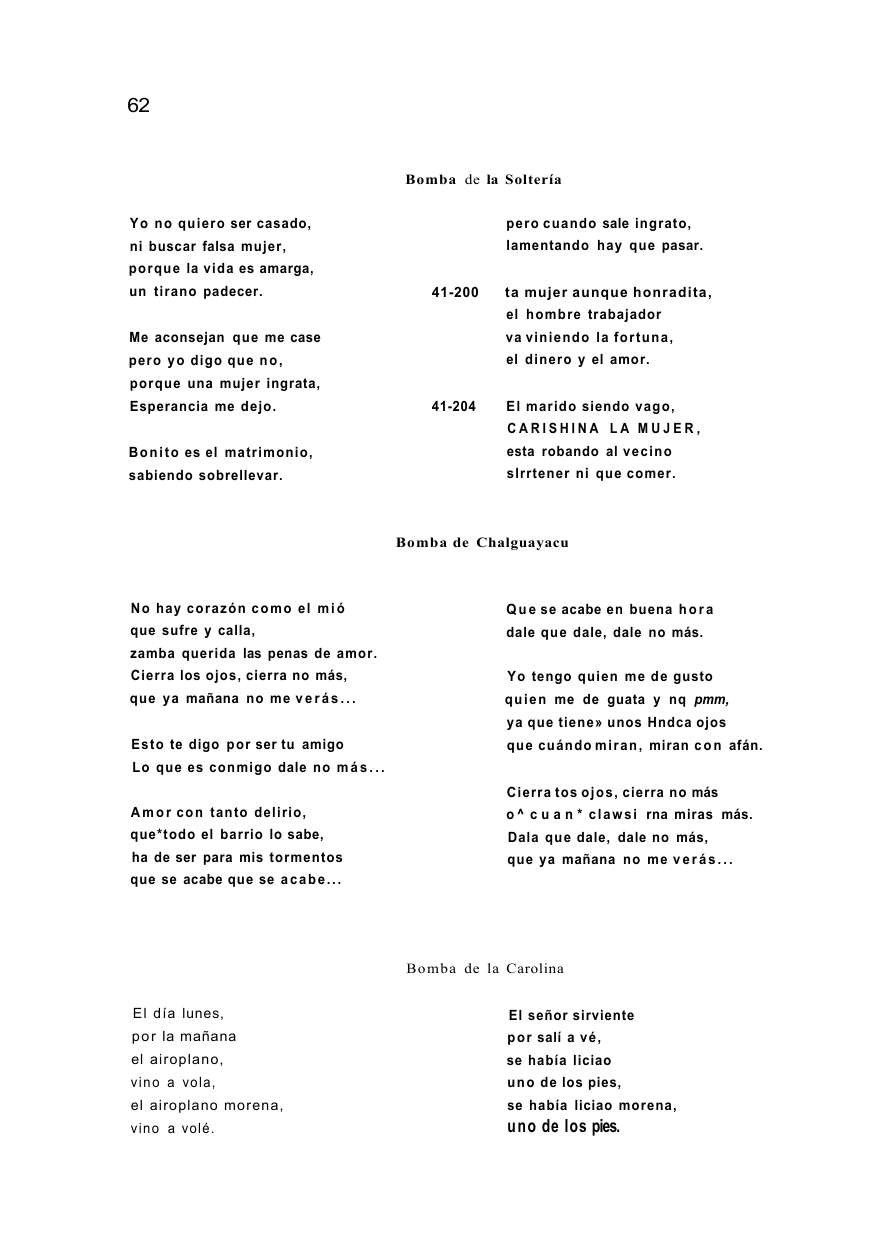 62
Bomba de la Soltería
Yo no quiero ser casado,
ni buscar falsa mujer,
porque la vida es amarga,
un tirano padecer.
Me aconsejan que me case
pero yo digo que no,
porque una mujer ingrata,
Esperancia me dejo.
Bonito es el matrimonio,
sabiendo sobrellevar.
pero cuando sale ingrato,
lamentando hay que pasar.
41-200 ta mujer aunque honradita,
el hombre trabajador
va viniendo la fortuna,
el dinero y el amor.
41-204 El marido siendo vago,
CARISHINA LA MUJER,
esta robando al vecino
slrrtener ni que comer.
Bomba de Chalguayacu
No hay corazón como el mió
que sufre y calla,
zamba querida las penas de amor.
Cierra los ojos, cierra no más,
que ya mañana no me verás...
Esto te digo por ser tu amigo
Lo que es conmigo dale no más...
Amor con tanto delirio,
que*todo el barrio lo sabe,
ha de ser para mis tormentos
que se acabe que se acabe...
Que se acabe en buena hora
dale que dale, dale no más.
Yo tengo quien me de gusto
quien me de guata y nq pmm,
ya que tiene» unos Hndca ojos
que cuándo miran, miran con afán.
Cierra tos ojos, cierra no más
o^ cuan* clawsi rna miras más.
Dala que dale, dale no más,
que ya mañana no me verás...
Bomba de la Carolina
El día lunes,
por la mañana
el airoplano,
vino a vola,
el airoplano morena,
vino a volé.
El señor sirviente
por salí a vé,
se había liciao
uno de los pies,
se había liciao morena,
uno de los pies.